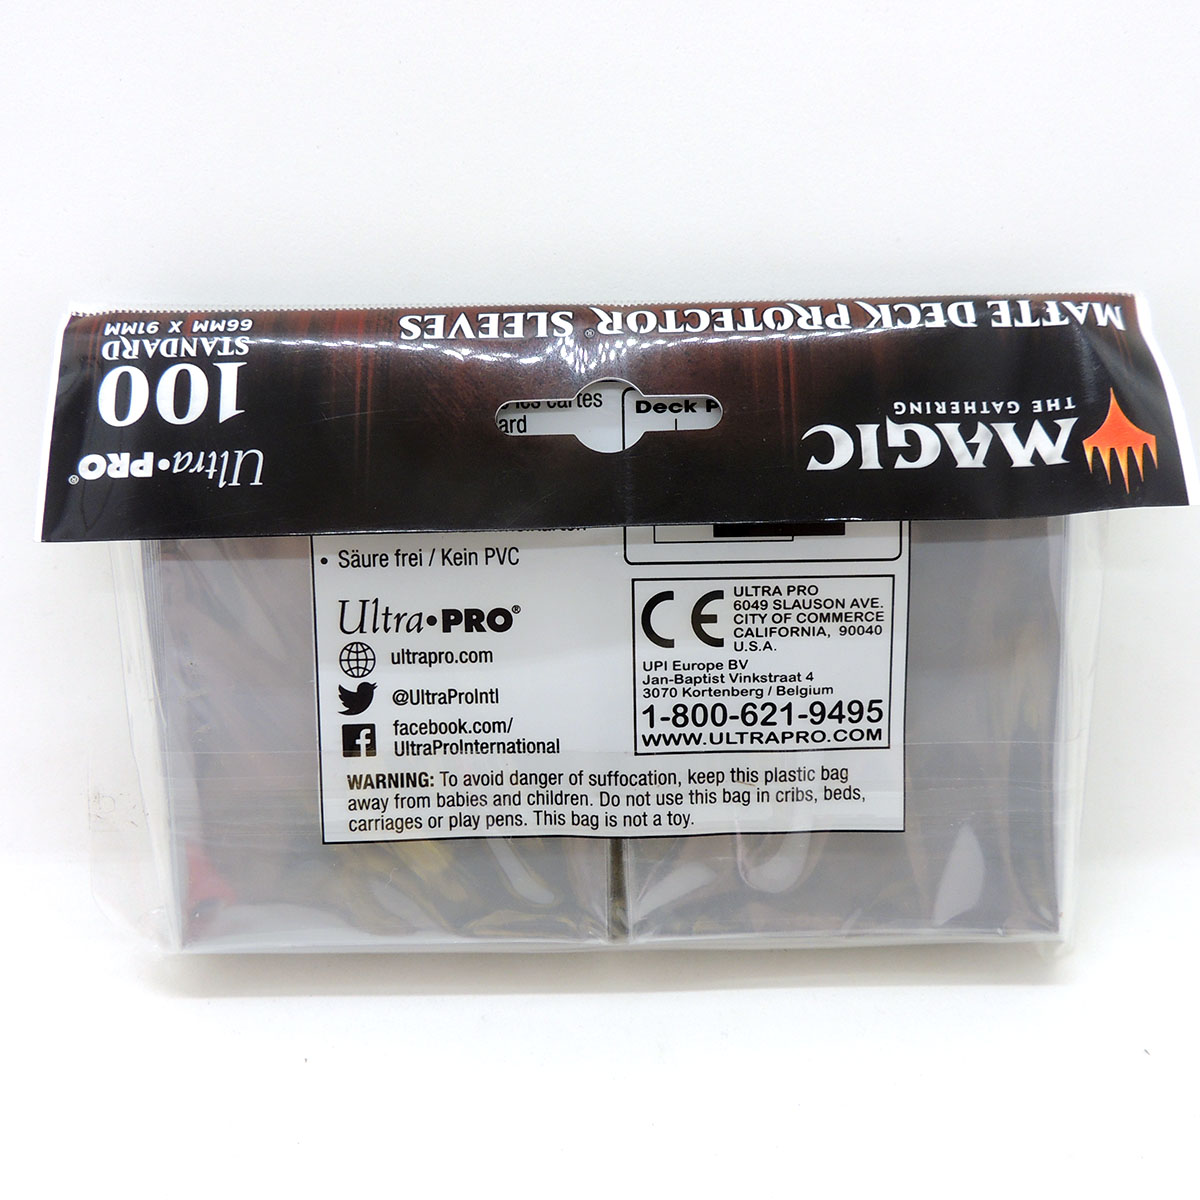 MATTE DECK PROTECTOR® SLEEVES
100
STANDARD
66MM X 91MM
Ultra•PRO®
MAGIC
THE GATHERING
les cartes
ard
Deck P
• Säure frei / Kein PVC
Ultra•PRO®
ultrapro.com
@UltraProIntl
facebook.com/
UltraProInternational
CE
ULTRA PRO
6049 SLAUSON AVE.
CITY OF COMMERCE
CALIFORNIA, 90040
U.S.A.
UPI Europe BV
Jan-Baptist Vinkstraat 4
3070 Kortenberg / Belgium
1-800-621-9495
WWW.ULTRAPRO.COM
WARNING: To avoid danger of suffocation, keep this plastic bag
away from babies and children. Do not use this bag in cribs, beds,
carriages or play pens. This bag is not a toy.